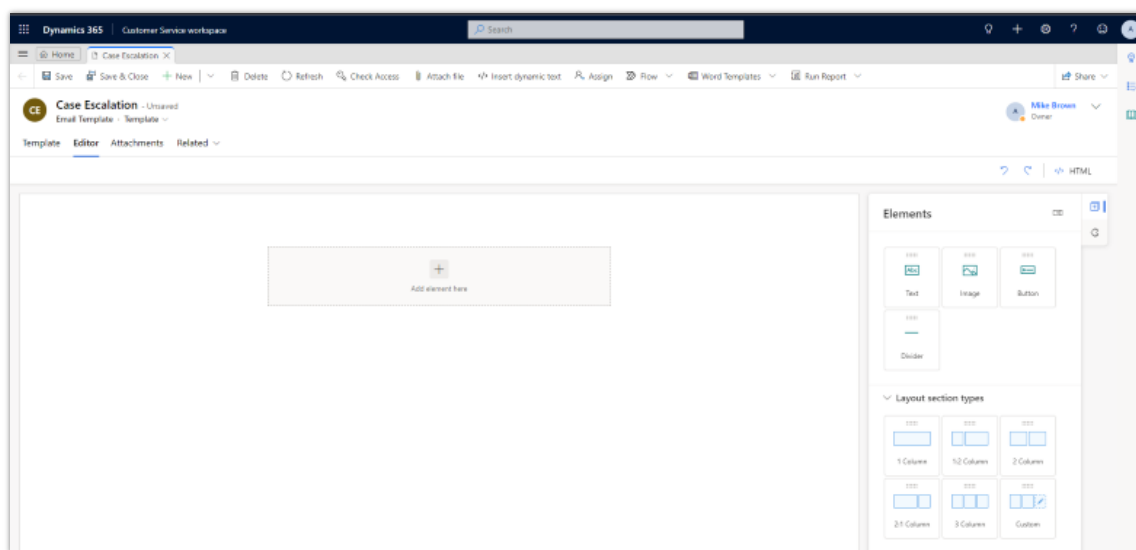 Dynamics 365 Customer Service workspace Search A
Home Case Escalation
Save Save & Close New Delete Refresh Check Access Attach file Insert dynamic text Assign Flow Word Templates Run Report Share
CE Case Escalation - Unsaved
Email Template · Template
A Mike Brown
Owner
Template Editor Attachments Related
</> HTML
Elements
Add element here
Abc
Text Image Button
Divider
Layout section types
1 Column 1:2 Column 2 Column
2:1 Column 3 Column Custom